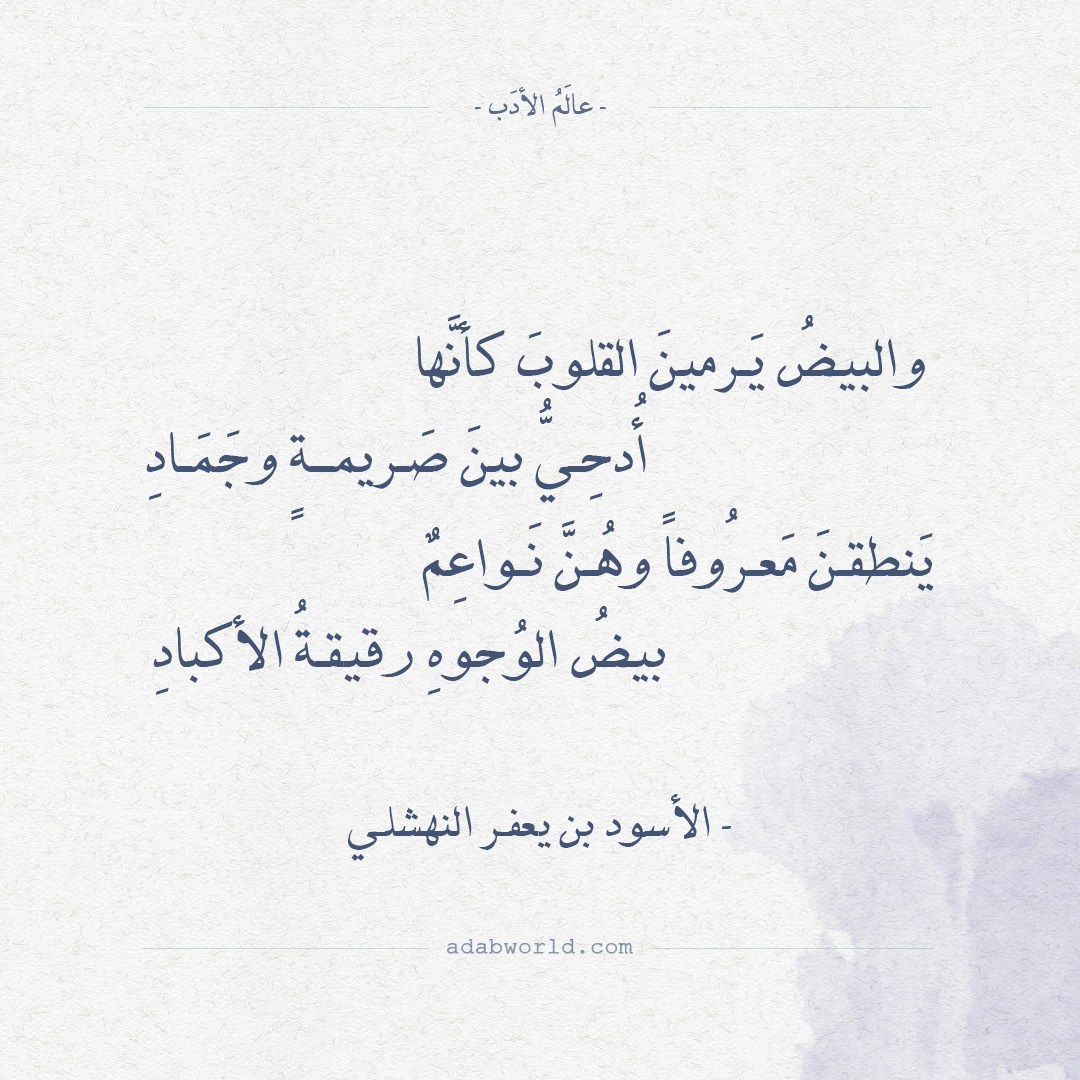 - عالَمُ الأدَب -
والبيضُ يَرمينَ القلوبَ كأنَّها
أُدحِيُّ بينَ صَريمةٍ وجَمَادِ
يَنطقنَ مَعرُوفاً وهُنَّ نَواعِمٌ
بيضُ الوُجوهِ رقيقةُ الأكبادِ
- الأسود بن يعفر النهشلي
adabworld.com